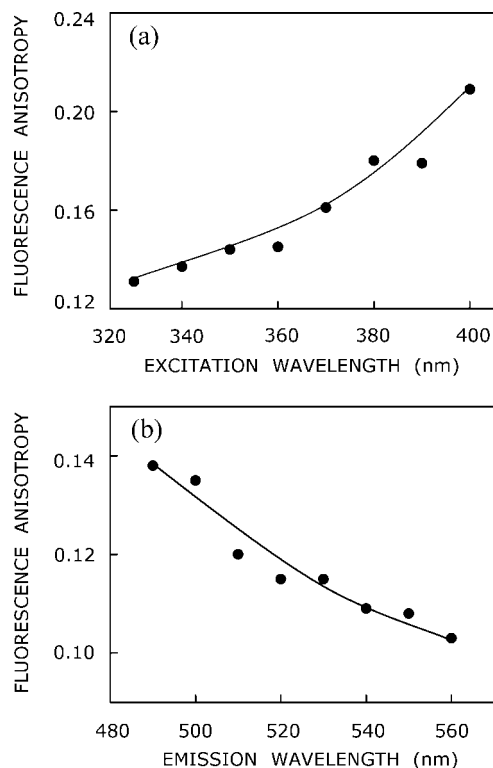 (a)
FLUORESCENCE ANISOTROPY
0.24
0.20
0.16
0.12
320 340 360 380 400
EXCITATION WAVELENGTH (nm)
(b)
FLUORESCENCE ANISOTROPY
0.14
0.12
0.10
480 500 520 540 560
EMISSION WAVELENGTH (nm)